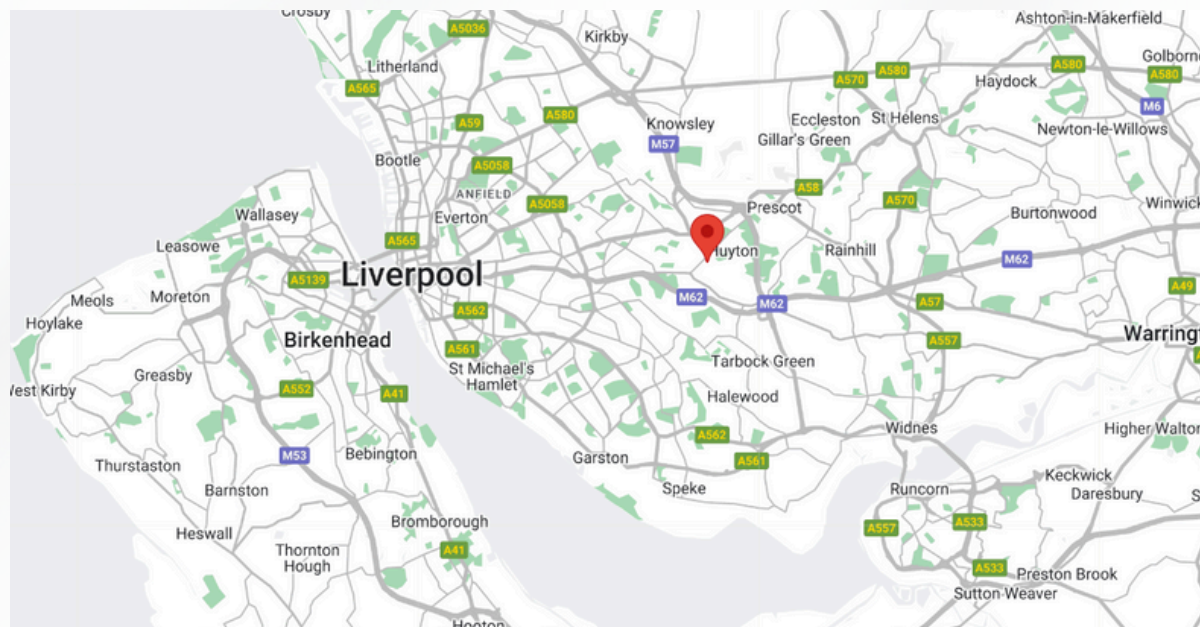 Crosby
A5036
Kirkby
Ashton-in-Makerfield
Litherland
A565
A580
A570
A580
A580
Golborne
A580
Haydock
M6
A59
A580
Knowsley
Eccleston
St Helens
Gillar's Green
Newton-le-Willows
M57
Bootle
A5058
ANFIELD
A58
A5058
A570
Prescot
Everton
Wallasey
Burtonwood
Winwick
Leasowe
A565
Huyton
Rainhill
M62
Liverpool
A5139
Meols
Moreton
M62
M62
A57
A49
Hoylake
A562
Birkenhead
A557
Warringt
A561
Tarbock Green
St Michael's
Hamlet
Greasby
West Kirby
A552
A41
Halewood
Widnes
Higher Walton
A562
M53
Bebington
Garston
A561
Thurstaston
Barnston
Speke
Runcorn
Keckwick
Daresbury
Bromborough
A557
A533
Heswall
A41
Thornton
Hough
A533
Preston Brook
Sutton Weaver
Hooton